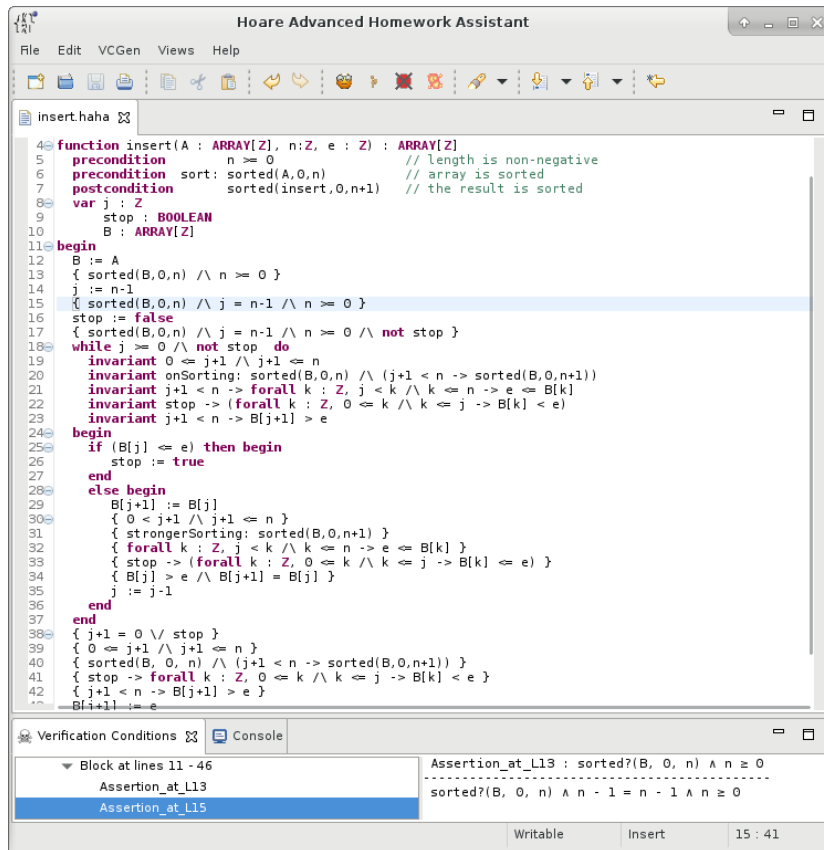 Hoare Advanced Homework Assistant
File Edit VCGen Views Help
insert.haha
4 function insert(A : ARRAY[Z], n:Z, e : Z) : ARRAY[Z]
5 precondition n >= 0 // length is non-negative
6 precondition sort: sorted(A,0,n) // array is sorted
7 postcondition sorted(insert,0,n+1) // the result is sorted
8 var j : Z
9 stop : BOOLEAN
10 B : ARRAY[Z]
11 begin
12 B := A
13 { sorted(B,0,n) /\ n >= 0 }
14 j := n-1
15 { sorted(B,0,n) /\ j = n-1 /\ n >= 0 }
16 stop := false
17 { sorted(B,0,n) /\ j = n-1 /\ n >= 0 /\ not stop }
18 while j >= 0 /\ not stop do
19 invariant 0 <= j+1 /\ j+1 <= n
20 invariant onSorting: sorted(B,0,n) /\ (j+1 < n -> sorted(B,0,n+1))
21 invariant j+1 < n -> forall k : Z, j < k /\ k <= n -> e <= B[k]
22 invariant stop -> (forall k : Z, 0 <= k /\ k <= j -> B[k] < e)
23 invariant j+1 < n -> B[j+1] > e
24 begin
25 if (B[j] <= e) then begin
26 stop := true
27 end
28 else begin
29 B[j+1] := B[j]
30 { 0 < j+1 /\ j+1 <= n }
31 { strongerSorting: sorted(B,0,n+1) }
32 { forall k : Z, j < k /\ k <= n -> e <= B[k] }
33 { stop -> (forall k : Z, 0 <= k /\ k <= j -> B[k] <= e) }
34 { B[j] > e /\ B[j+1] = B[j] }
35 j := j-1
36 end
37 end
38 { j+1 = 0 \/ stop }
39 { 0 <= j+1 /\ j+1 <= n }
40 { sorted(B, 0, n) /\ (j+1 < n -> sorted(B,0,n+1)) }
41 { stop -> forall k : Z, 0 <= k /\ k <= j -> B[k] < e }
42 { j+1 < n -> B[j+1] > e }
B[j+1] := e
Verification Conditions Console
Block at lines 11 - 46
Assertion_at_L13
Assertion_at_L15
Assertion_at_L13 : sorted?(B, 0, n) ∧ n ≥ 0
sorted?(B, 0, n) ∧ n - 1 = n - 1 ∧ n ≥ 0
Writable Insert 15 : 41